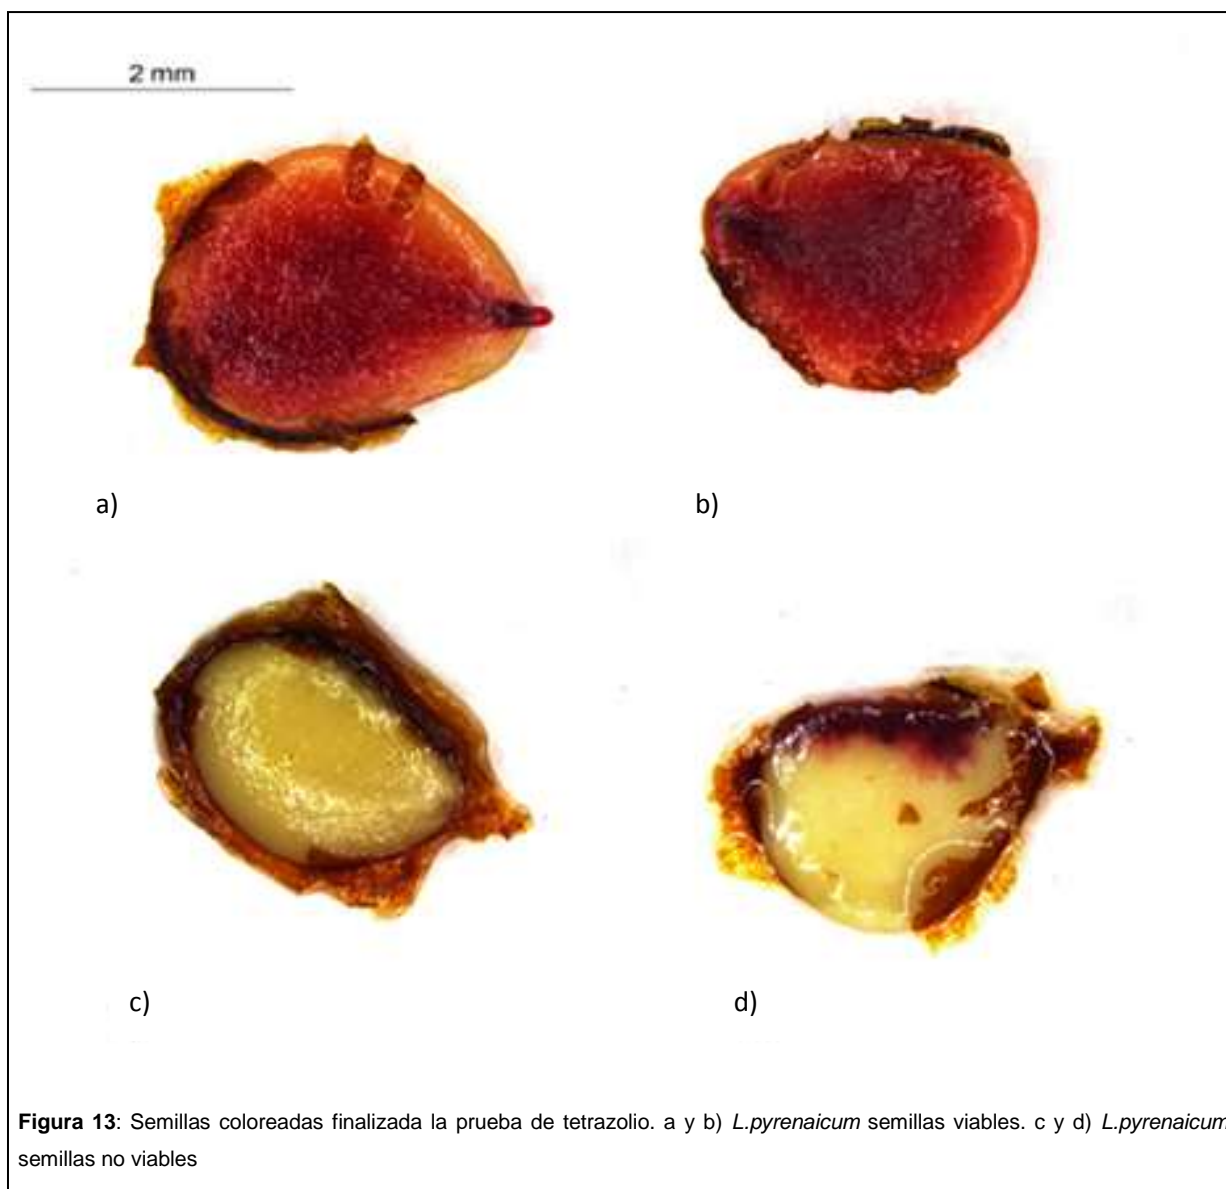 2 mm
a)
b)
c)
d)
Figura 13: Semillas coloreadas finalizada la prueba de tetrazolio. a y b) L.pyrenaicum semillas viables. c y d) L.pyrenaicum
semillas no viables